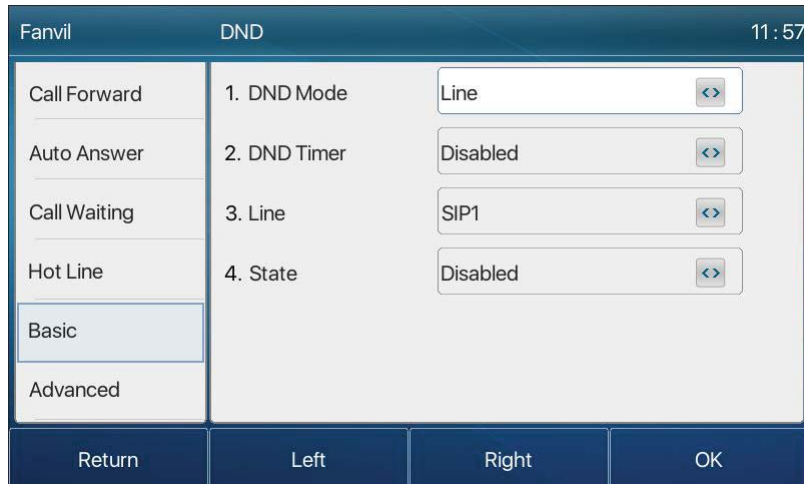 Fanvil DND 11:57
Call Forward
Auto Answer
Call Waiting
Hot Line
Basic
Advanced
1. DND Mode Line
2. DND Timer Disabled
3. Line SIP1
4. State Disabled
Return Left Right OK